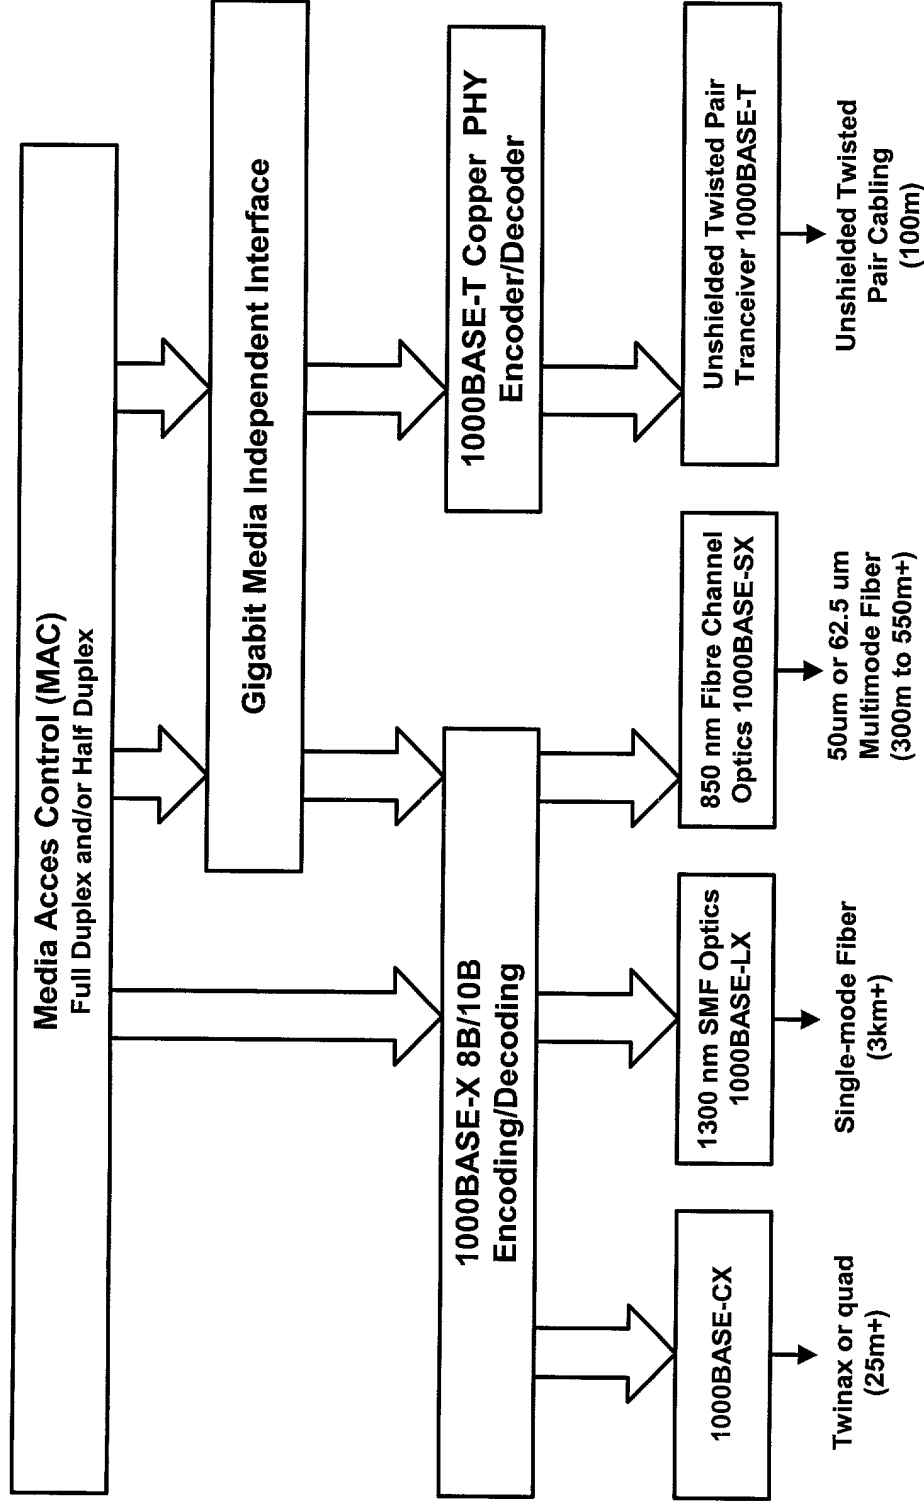 Media Acces Control (MAC)
Full Duplex and/or Half Duplex
Gigabit Media Independent Interface
1000BASE-X 8B/10B
Encoding/Decoding
1000BASE-T Copper PHY
Encoder/Decoder
1000BASE-CX
1300 nm SMF Optics
1000BASE-LX
850 nm Fibre Channel
Optics 1000BASE-SX
Unshielded Twisted Pair
Tranceiver 1000BASE-T
Twinax or quad
(25m+)
Single-mode Fiber
(3km+)
50um or 62.5 um
Multimode Fiber
(300m to 550m+)
Unshielded Twisted
Pair Cabling
(100m)